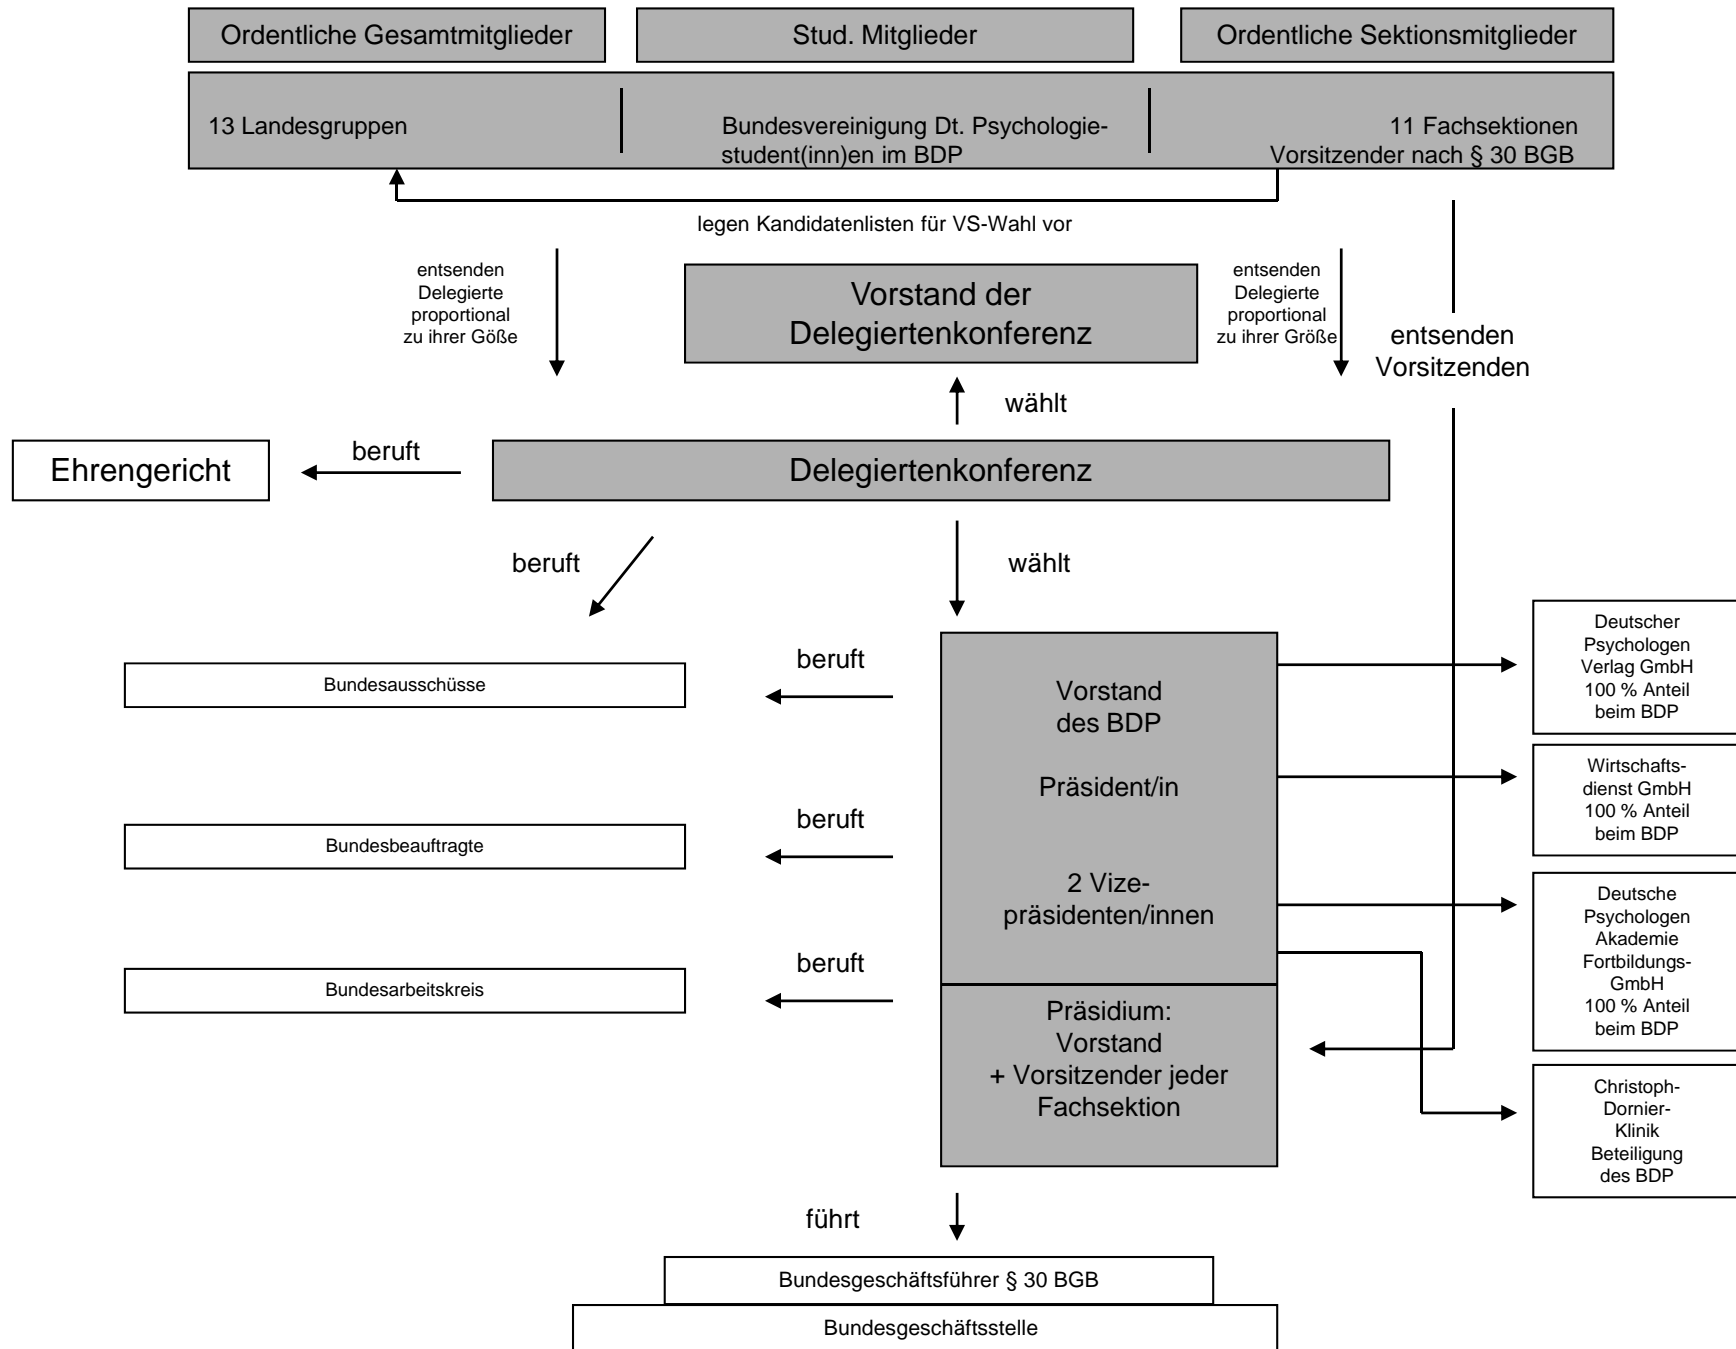 Ordentliche Gesamtmitglieder
Stud. Mitglieder
Ordentliche Sektionsmitglieder
13 Landesgruppen
Bundesvereinigung Dt. Psychologie-
student(inn)en im BDP
11 Fachsektionen
Vorsitzender nach § 30 BGB
legen Kandidatenlisten für VS-Wahl vor
entsenden
Delegierte
proportional
zu ihrer Göße
Vorstand der
Delegiertenkonferenz
entsenden
Delegierte
proportional
zu ihrer Größe
entsenden
Vorsitzenden
wählt
Ehrengericht
beruft
Delegiertenkonferenz
beruft
wählt
Bundesausschüsse
beruft
Vorstand
des BDP
Präsident/in
2 Vize-
präsidenten/innen
Deutscher
Psychologen
Verlag GmbH
100 % Anteil
beim BDP
Wirtschafts-
dienst GmbH
100 % Anteil
beim BDP
Bundesbeauftragte
beruft
Deutsche
Psychologen
Akademie
Fortbildungs-
GmbH
100 % Anteil
beim BDP
Bundesarbeitskreis
beruft
Präsidium:
Vorstand
+ Vorsitzender jeder
Fachsektion
Christoph-
Dornier-
Klinik
Beteiligung
des BDP
führt
Bundesgeschäftsführer § 30 BGB
Bundesgeschäftsstelle